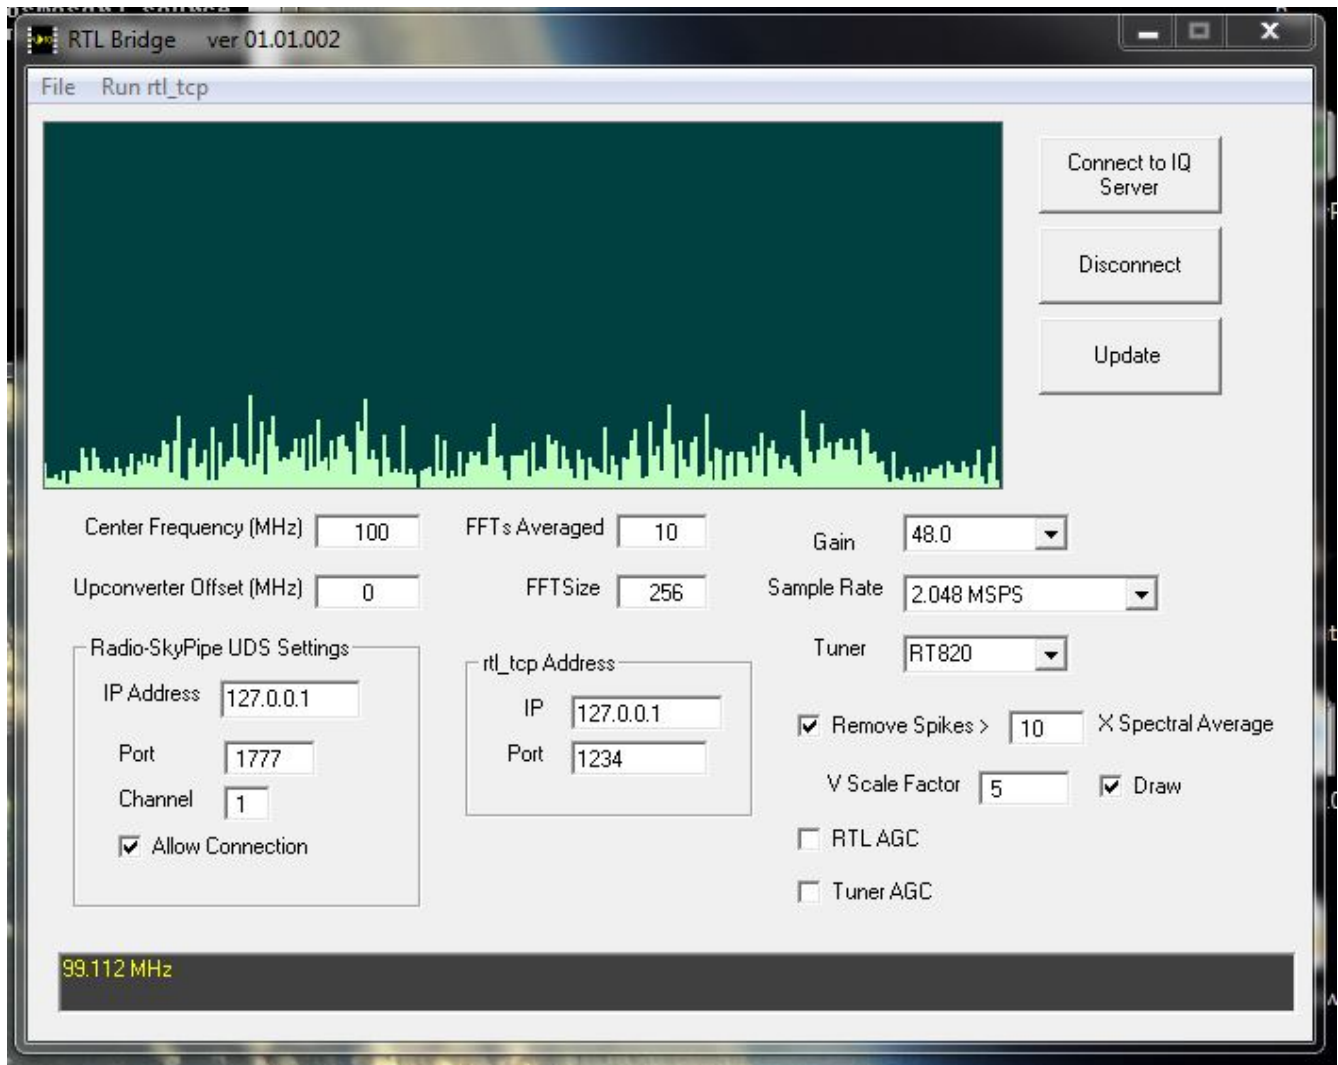 RTL Bridge ver 01.01.002
File Run rtl_tcp
Connect to IQ
Server
Disconnect
Update
Center Frequency (MHz) 100
FFTs Averaged 10
Gain 48.0
Upconverter Offset (MHz) 0
FFTSize 256
Sample Rate 2.048 MSPS
Tuner RT820
Radio-SkyPipe UDS Settings
IP Address 127.0.0.1
Port 1777
Channel 1
Allow Connection
rtl_tcp Address
IP 127.0.0.1
Port 1234
Remove Spikes > 10 X Spectral Average
V Scale Factor 5 Draw
RTL AGC
Tuner AGC
99.112 MHz